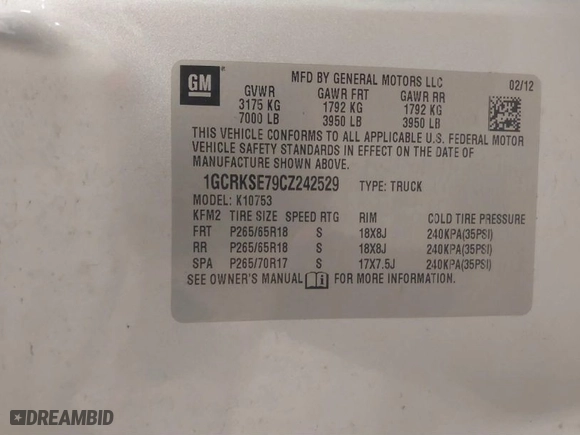 GM
MFD BY GENERAL MOTORS LLC 02/12
GVWR GAWR FRT GAWR RR
3175 KG 1792 KG 1792 KG
7000 LB 3950 LB 3950 LB
THIS VEHICLE CONFORMS TO ALL APPLICABLE U.S. FEDERAL MOTOR
VEHICLE SAFETY STANDARDS IN EFFECT ON THE DATE OF
MANUFACTURE SHOWN ABOVE.
1GCRKSE79CZ242529 TYPE: TRUCK
MODEL: K10753
KFM2 TIRE SIZE SPEED RTG RIM COLD TIRE PRESSURE
FRT P265/65R18 S 18X8J 240KPA(35PSI)
RR P265/65R18 S 18X8J 240KPA(35PSI)
SPA P265/70R17 S 17X7.5J 240KPA(35PSI)
SEE OWNER'S MANUAL FOR MORE INFORMATION.
DREAMBID